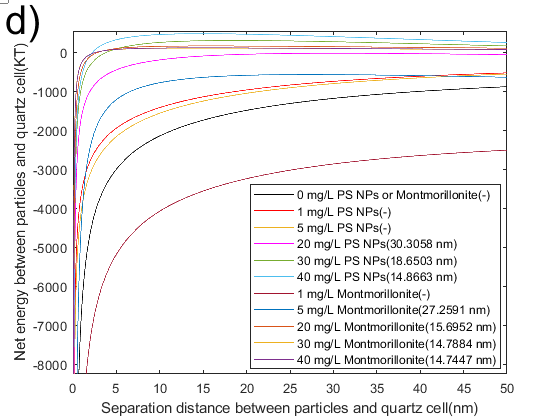 d)
Net energy between particles and quartz cell(KT)
0
-1000
-2000
-3000
-4000
-5000
-6000
-7000
-8000
0 mg/L PS NPs or Montmorillonite(-)
1 mg/L PS NPs(-)
5 mg/L PS NPs(-)
20 mg/L PS NPs(30.3058 nm)
30 mg/L PS NPs(18.6503 nm)
40 mg/L PS NPs(14.8663 nm)
1 mg/L Montmorillonite(-)
5 mg/L Montmorillonite(27.2591 nm)
20 mg/L Montmorillonite(15.6952 nm)
30 mg/L Montmorillonite(14.7884 nm)
40 mg/L Montmorillonite(14.7447 nm)
0 5 10 15 20 25 30 35 40 45 50
Separation distance between particles and quartz cell(nm)